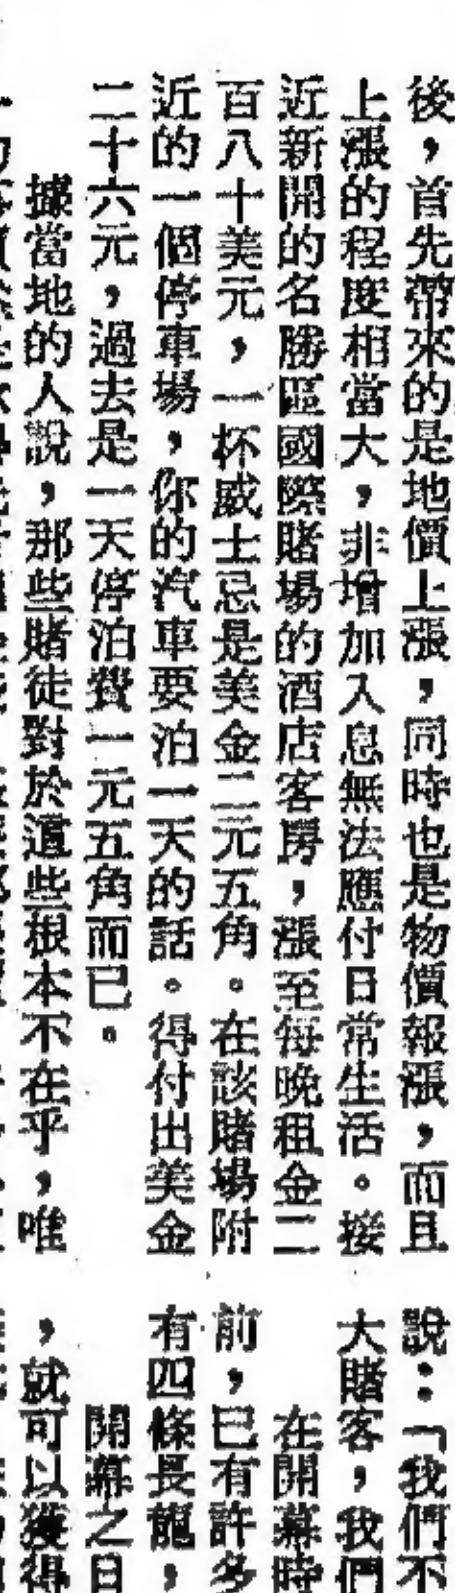 後，首先帶來的是地價上漲，同時也是物價報漲，而且
上漲的程度相當大，非增加入息無法應付日常生活。接
近新開的名勝區國際賭場的酒店客房，漲至每晚租金二
百八十美元，一杯威士忌是美金二元五角。在該賭場附
近的一個停車場，你的汽車要泊一天的話。得付出美金
二十六元，過去是一天停泊費一元五角而已。
據當地的人說，那些賭徒對於這些根本不在乎，唯
說：「我們不
大賭客，我們
在開幕時
前，已有許多
有四條長龍，
開幕之日
，就可以獲得